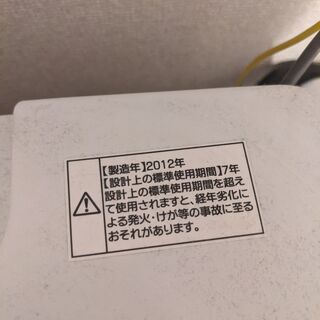 【製造年】2012年
【設計上の標準使用期間】7年
設計上の標準使用期間を超え
て使用されますと、経年劣化に
よる発火・けが等の事故に至る
おそれがあります。